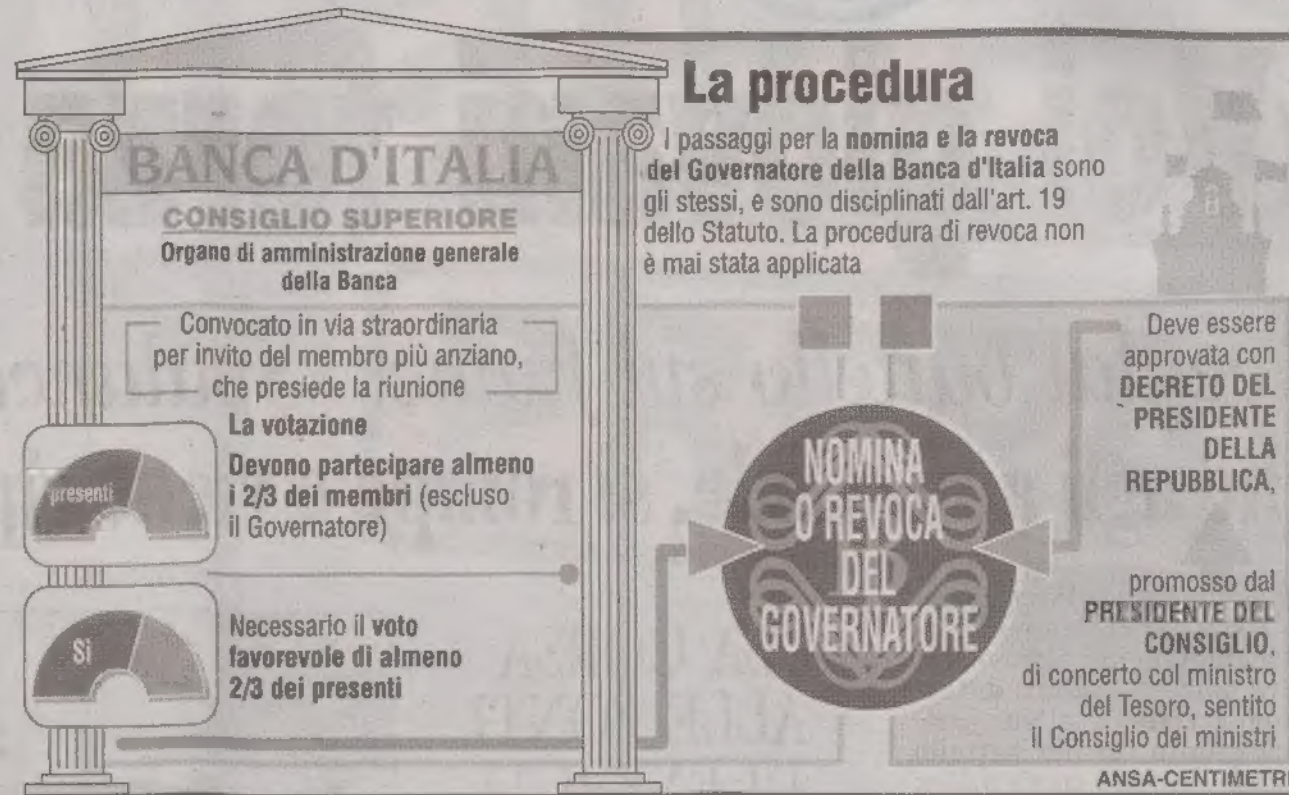 La procedura
I passaggi per la nomina e la revoca
del Governatore della Banca d'Italia sono
gli stessi, e sono disciplinati dall'art. 19
dello Statuto. La procedura di revoca non
è mai stata applicata
BANCA D'ITALIA
CONSIGLIO SUPERIORE
Organo di amministrazione generale
della Banca
Convocato in via straordinaria
per invito del membro più anziano,
che presiede la riunione
La votazione
Devono partecipare almeno
i 2/3 dei membri (escluso
il Governatore)
presenti
Necessario il voto
favorevole di almeno
2/3 dei presenti
Si
NOMINA
O REVOCA
DEL
GOVERNATORE
Deve essere
approvata con
DECRETO DEL
PRESIDENTE
DELLA
REPUBBLICA,
promosso dal
PRESIDENTE DEL
CONSIGLIO,
di concerto col ministro
del Tesoro, sentito
il Consiglio dei ministri
ANSA-CENTIMETRI